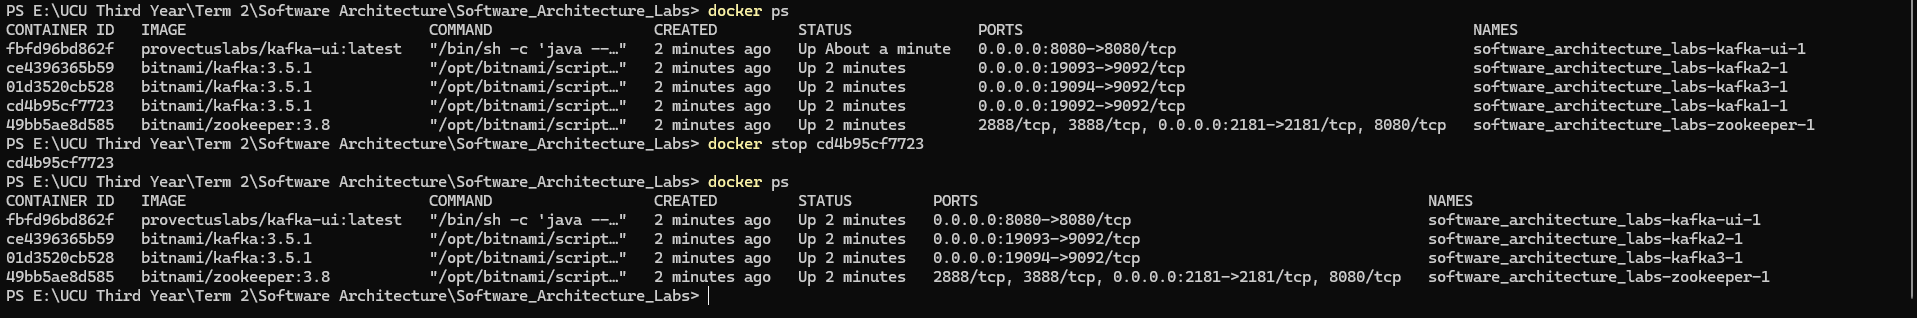 PS E:\UCU Third Year\Term 2\Software Architecture\Software_Architecture_Labs> docker ps
CONTAINER ID   IMAGE                           COMMAND                  CREATED         STATUS              PORTS                                                  NAMES
fbfd96bd862f   provectuslabs/kafka-ui:latest   "/bin/sh -c 'java --…"   2 minutes ago   Up About a minute   0.0.0.0:8080->8080/tcp                                 software_architecture_labs-kafka-ui-1
ce4396365b59   bitnami/kafka:3.5.1             "/opt/bitnami/script…"   2 minutes ago   Up 2 minutes        0.0.0.0:19093->9092/tcp                                software_architecture_labs-kafka2-1
01d3520cb528   bitnami/kafka:3.5.1             "/opt/bitnami/script…"   2 minutes ago   Up 2 minutes        0.0.0.0:19094->9092/tcp                                software_architecture_labs-kafka3-1
cd4b95cf7723   bitnami/kafka:3.5.1             "/opt/bitnami/script…"   2 minutes ago   Up 2 minutes        0.0.0.0:19092->9092/tcp                                software_architecture_labs-kafka1-1
49bb5ae8d585   bitnami/zookeeper:3.8           "/opt/bitnami/script…"   2 minutes ago   Up 2 minutes        2888/tcp, 3888/tcp, 0.0.0.0:2181->2181/tcp, 8080/tcp   software_architecture_labs-zookeeper-1
PS E:\UCU Third Year\Term 2\Software Architecture\Software_Architecture_Labs> docker stop cd4b95cf7723
cd4b95cf7723
PS E:\UCU Third Year\Term 2\Software Architecture\Software_Architecture_Labs> docker ps
CONTAINER ID   IMAGE                           COMMAND                  CREATED         STATUS         PORTS                                                  NAMES
fbfd96bd862f   provectuslabs/kafka-ui:latest   "/bin/sh -c 'java --…"   2 minutes ago   Up 2 minutes   0.0.0.0:8080->8080/tcp                                 software_architecture_labs-kafka-ui-1
ce4396365b59   bitnami/kafka:3.5.1             "/opt/bitnami/script…"   2 minutes ago   Up 2 minutes   0.0.0.0:19093->9092/tcp                                software_architecture_labs-kafka2-1
01d3520cb528   bitnami/kafka:3.5.1             "/opt/bitnami/script…"   2 minutes ago   Up 2 minutes   0.0.0.0:19094->9092/tcp                                software_architecture_labs-kafka3-1
49bb5ae8d585   bitnami/zookeeper:3.8           "/opt/bitnami/script…"   2 minutes ago   Up 2 minutes   2888/tcp, 3888/tcp, 0.0.0.0:2181->2181/tcp, 8080/tcp   software_architecture_labs-zookeeper-1
PS E:\UCU Third Year\Term 2\Software Architecture\Software_Architecture_Labs>